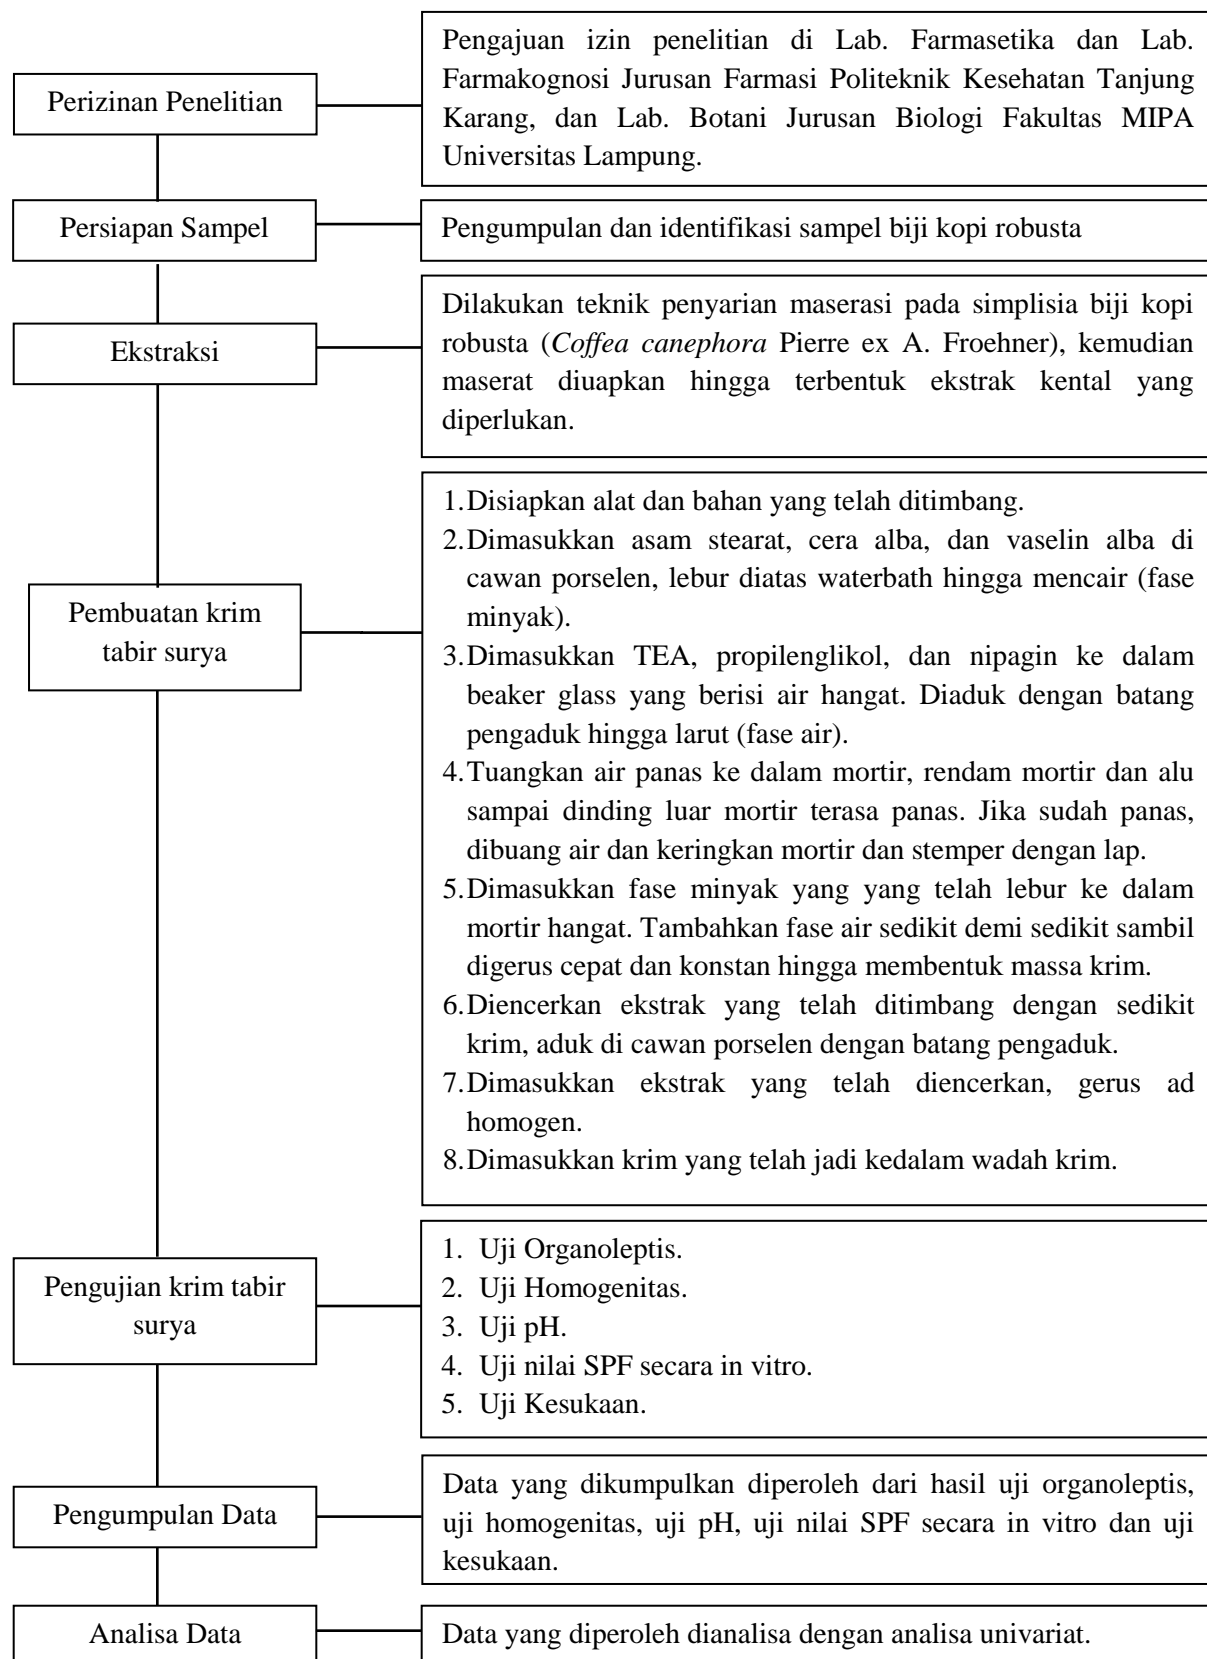 Perizinan Penelitian
Pengajuan izin penelitian di Lab. Farmasetika dan Lab.
Farmakognosi Jurusan Farmasi Politeknik Kesehatan Tanjung
Karang, dan Lab. Botani Jurusan Biologi Fakultas MIPA
Universitas Lampung.
Persiapan Sampel
Pengumpulan dan identifikasi sampel biji kopi robusta
Ekstraksi
Dilakukan teknik penyarian maserasi pada simplisia biji kopi
robusta (Coffea canephora Pierre ex A. Froehner), kemudian
maserat diuapkan hingga terbentuk ekstrak kental yang
diperlukan.
Pembuatan krim
tabir surya
1.Disiapkan alat dan bahan yang telah ditimbang.
2.Dimasukkan asam stearat, cera alba, dan vaselin alba di
cawan porselen, lebur diatas waterbath hingga mencair (fase
minyak).
3.Dimasukkan TEA, propilenglikol, dan nipagin ke dalam
beaker glass yang berisi air hangat. Diaduk dengan batang
pengaduk hingga larut (fase air).
4.Tuangkan air panas ke dalam mortir, rendam mortir dan alu
sampai dinding luar mortir terasa panas. Jika sudah panas,
dibuang air dan keringkan mortir dan stemper dengan lap.
5.Dimasukkan fase minyak yang yang telah lebur ke dalam
mortir hangat. Tambahkan fase air sedikit demi sedikit sambil
digerus cepat dan konstan hingga membentuk massa krim.
6.Diencerkan ekstrak yang telah ditimbang dengan sedikit
krim, aduk di cawan porselen dengan batang pengaduk.
7.Dimasukkan ekstrak yang telah diencerkan, gerus ad
homogen.
8.Dimasukkan krim yang telah jadi kedalam wadah krim.
Pengujian krim tabir
surya
1. Uji Organoleptis.
2. Uji Homogenitas.
3. Uji pH.
4. Uji nilai SPF secara in vitro.
5. Uji Kesukaan.
Pengumpulan Data
Data yang dikumpulkan diperoleh dari hasil uji organoleptis,
uji homogenitas, uji pH, uji nilai SPF secara in vitro dan uji
kesukaan.
Analisa Data
Data yang diperoleh dianalisa dengan analisa univariat.